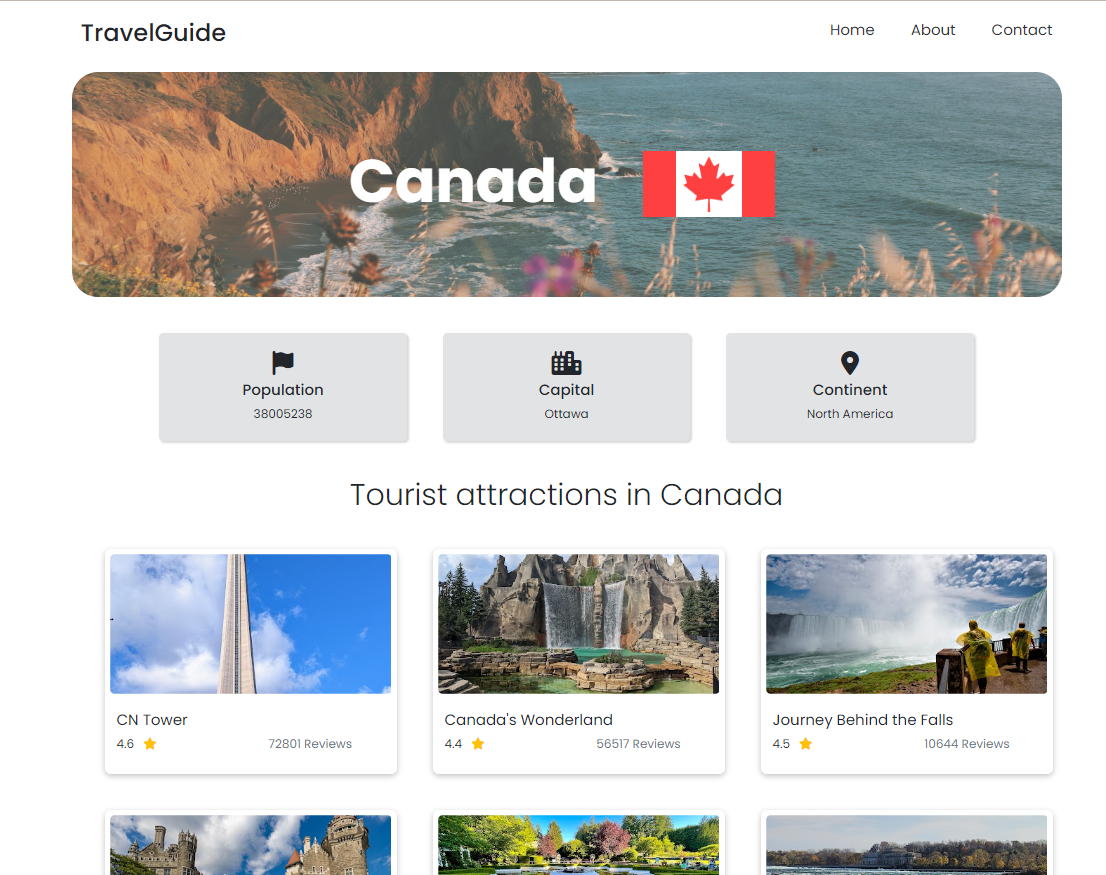 TravelGuide
Home About Contact
Canada
Population
38005238
Capital
Ottawa
Continent
North America
Tourist attractions in Canada
CN Tower
4.6 72801 Reviews
Canada's Wonderland
4.4 56517 Reviews
Journey Behind the Falls
4.5 10644 Reviews